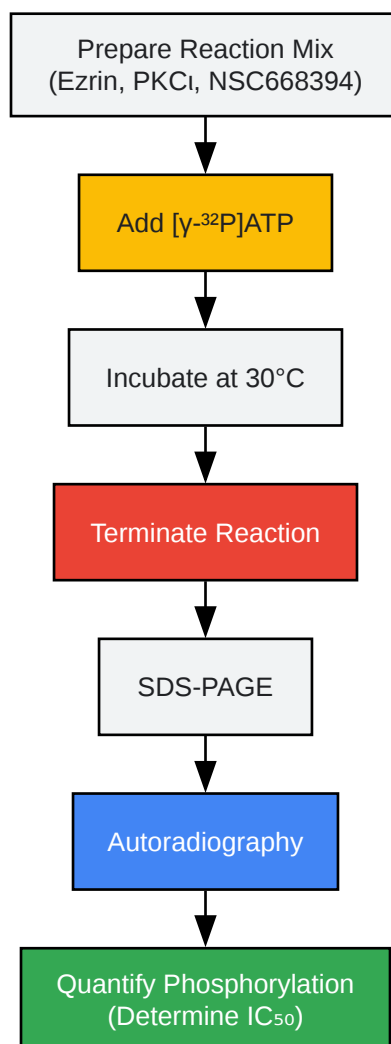 Prepare Reaction Mix
(Ezrin, PKCι, NSC668394)
Add [γ-³²P]ATP
Incubate at 30°C
Terminate Reaction
SDS-PAGE
Autoradiography
Quantify Phosphorylation
(Determine IC₅₀)